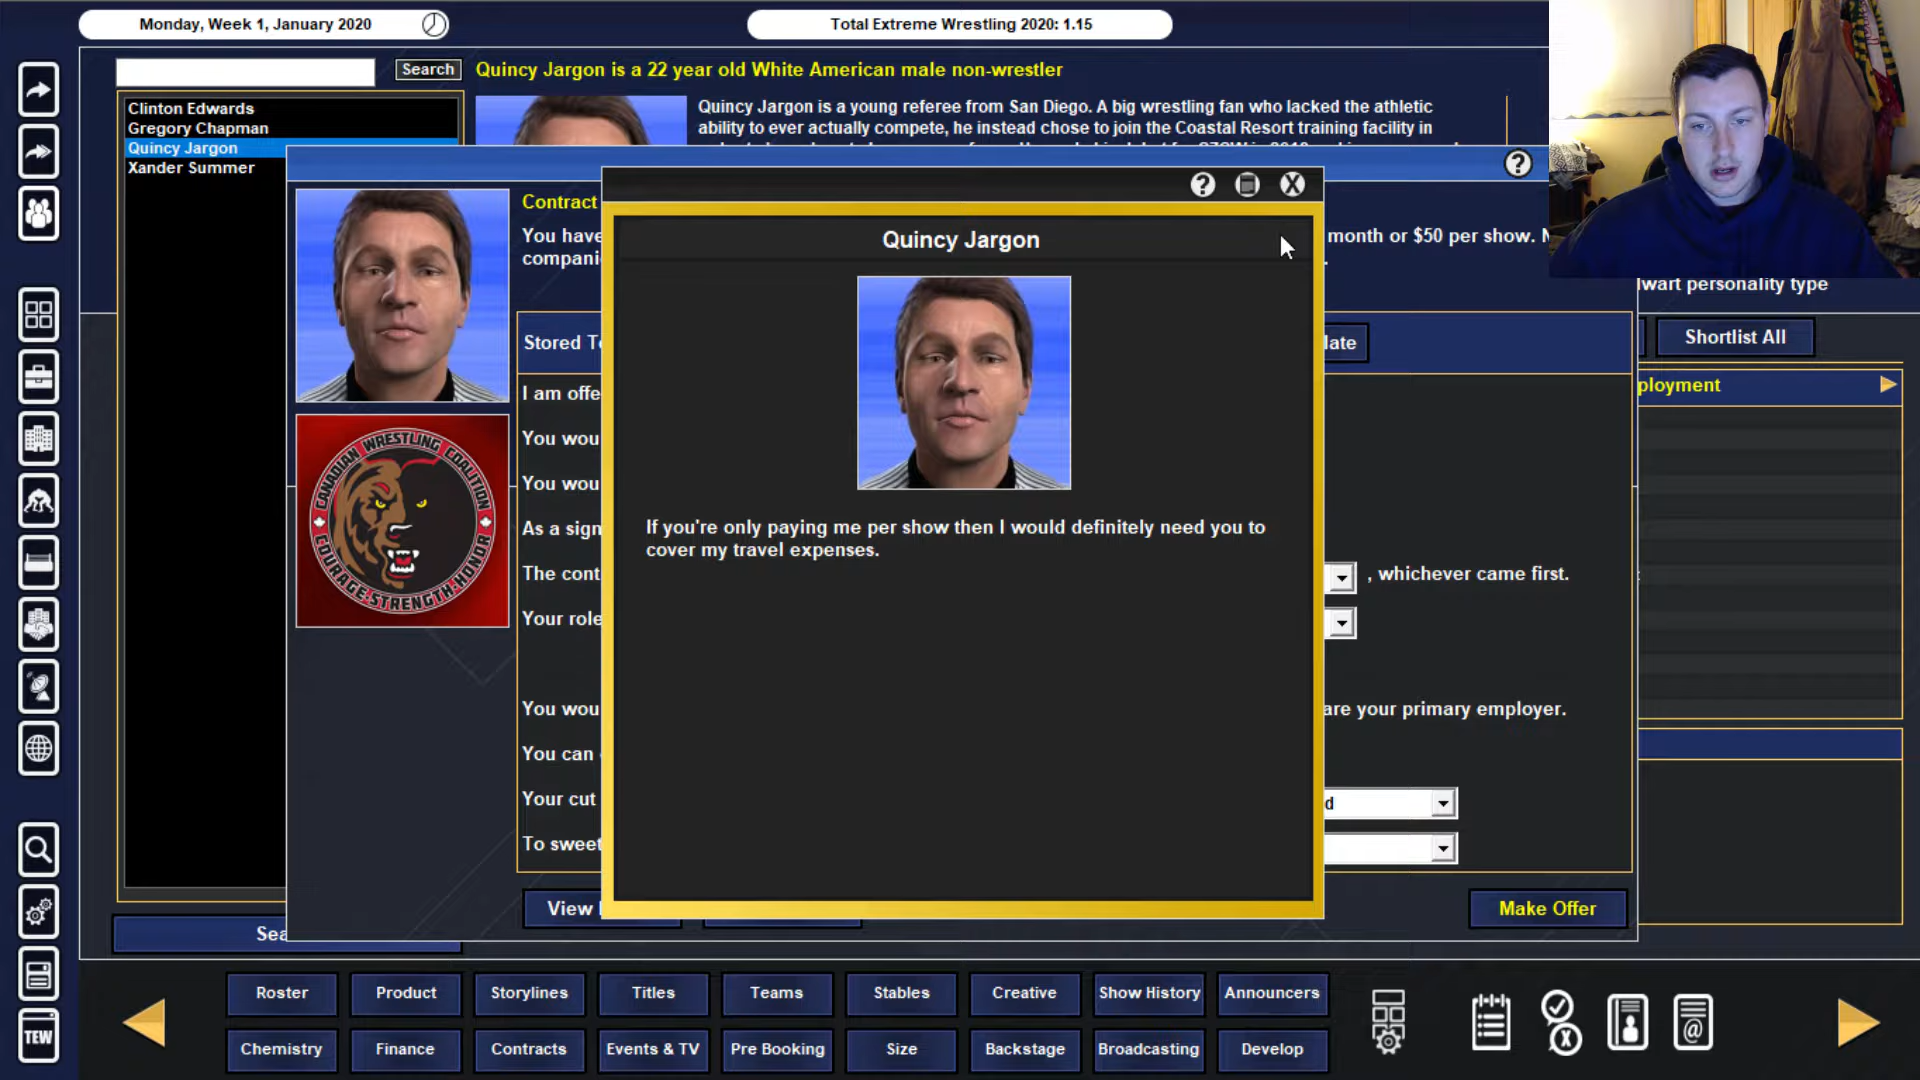 Monday, Week 1, January 2020
Total Extreme Wrestling 2020: 1.15
Search
Quincy Jargon is a 22 year old White American male non-wrestler
Clinton Edwards
Gregory Chapman
Quincy Jargon
Xander Summer
Quincy Jargon is a young referee from San Diego. A big wrestling fan who lacked the athletic
ability to ever actually compete, he instead chose to join the Coastal Resort training facility in
Contract
You have
month or $50 per show.
compani
Quincy Jargon
If you're only paying me per show then I would definitely need you to
cover my travel expenses.
CANADIAN WRESTLING COALITION
COURAGE·STRENGTH·HONOR
Stored Te
late
I am offe
You wou
You wou
As a sign
The cont
, whichever came first.
Your role
You wou
are your primary employer.
You can
Your cut
d
To sweet
View
Make Offer
lwart personality type
Shortlist All
ployment
Sea
Roster
Product
Storylines
Titles
Teams
Stables
Creative
Show History
Announcers
Chemistry
Finance
Contracts
Events & TV
Pre Booking
Size
Backstage
Broadcasting
Develop
TEW